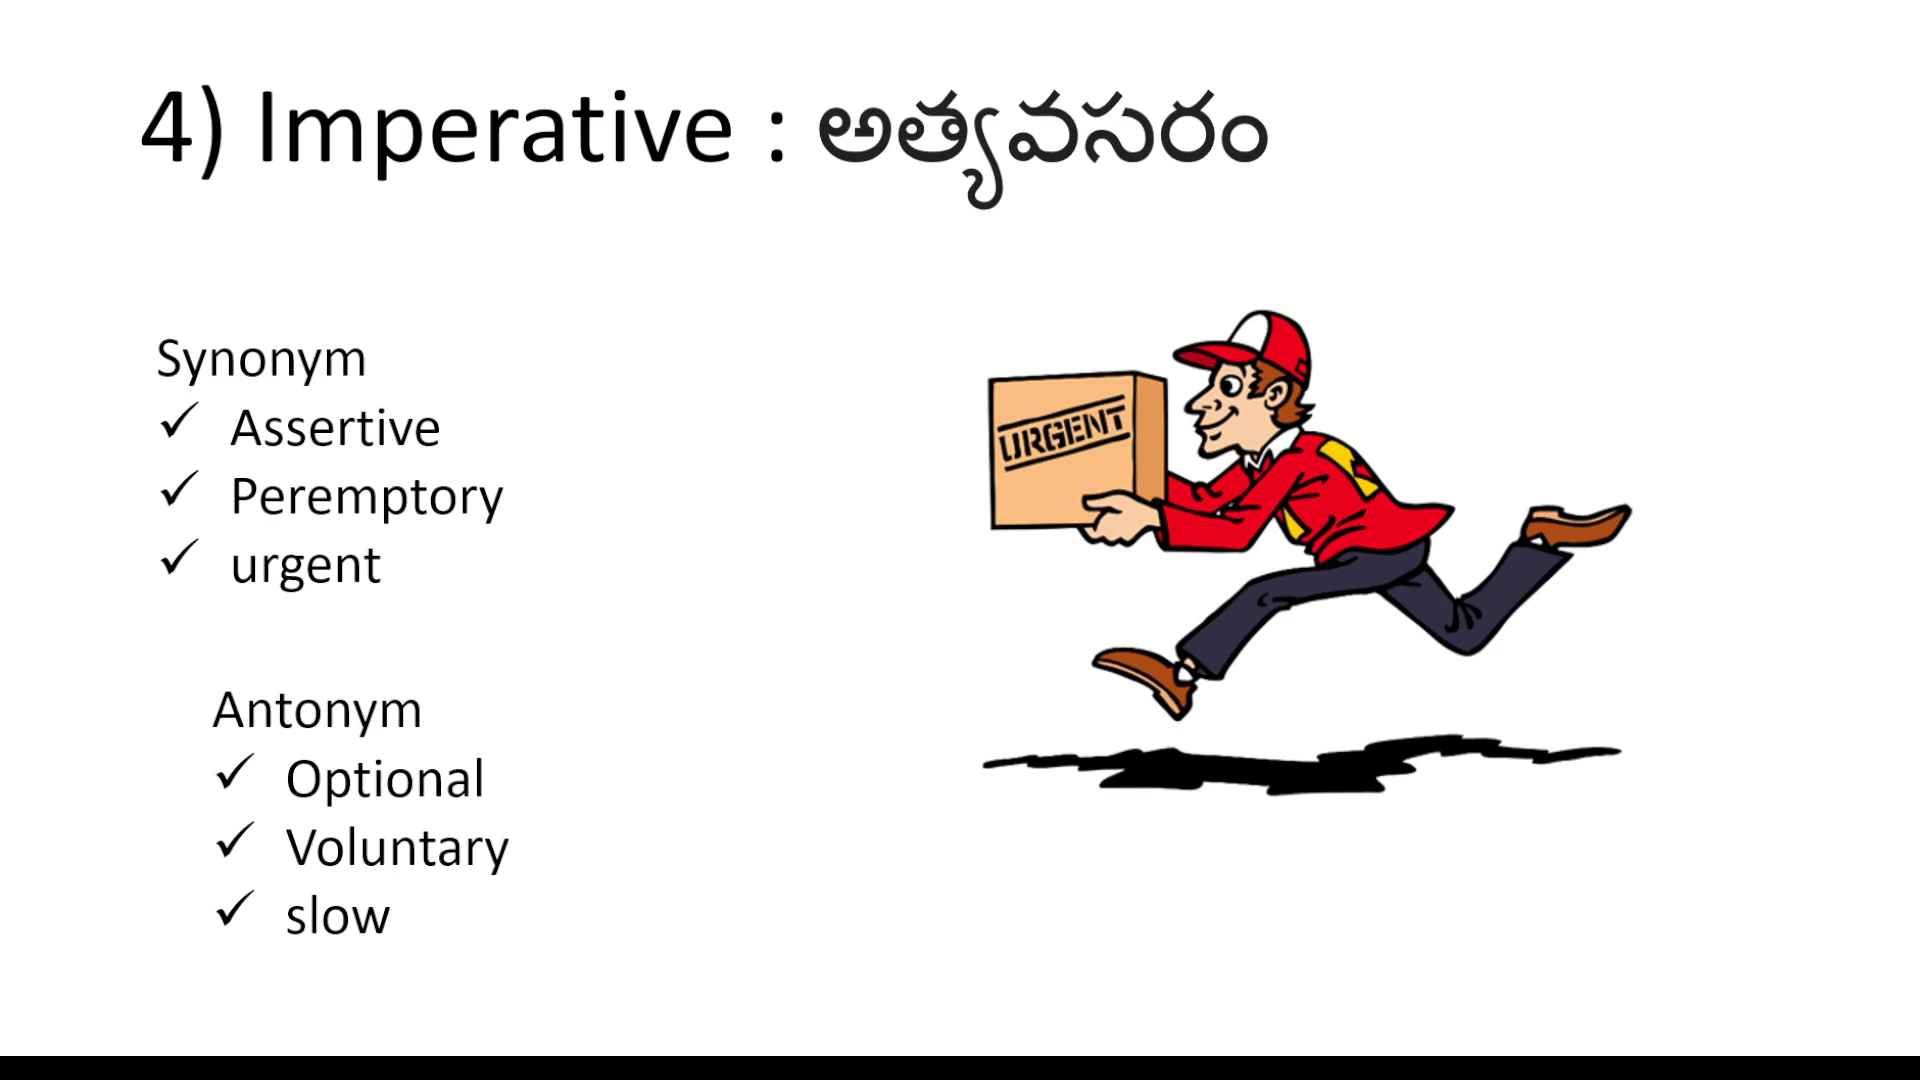 4) Imperative : అత్యవసరం
Synonym
✓ Assertive
✓ Peremptory
✓ urgent
URGENT
Antonym
✓ Optional
✓ Voluntary
✓ slow